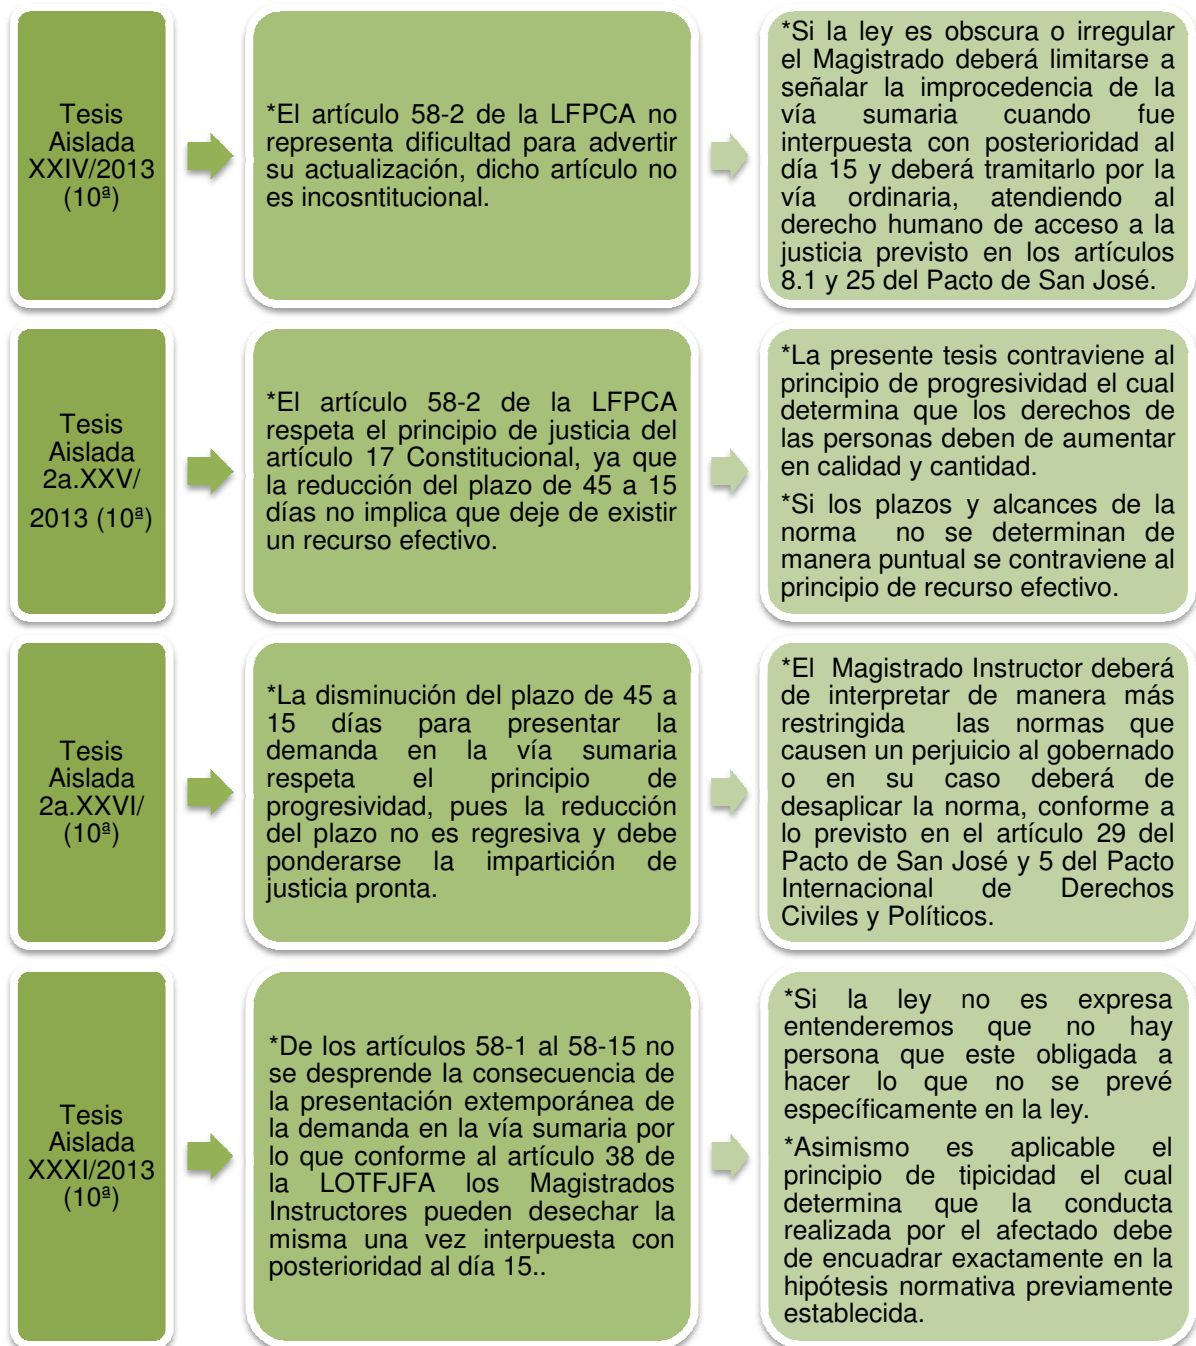 Tesis
Aislada
XXIV/2013
(10ª)
*El artículo 58-2 de la LFPCA no
representa dificultad para advertir
su actualización, dicho artículo no
es incosntitucional.
*Si la ley es obscura o irregular
el Magistrado deberá limitarse a
señalar la improcedencia de la
vía sumaria cuando fue
interpuesta con posterioridad al
día 15 y deberá tramitarlo por la
vía ordinaria, atendiendo al
derecho humano de acceso a la
justicia previsto en los artículos
8.1 y 25 del Pacto de San José.
Tesis
Aislada
2a.XXV/
2013 (10ª)
*El artículo 58-2 de la LFPCA
respeta el principio de justicia del
artículo 17 Constitucional, ya que
la reducción del plazo de 45 a 15
días no implica que deje de existir
un recurso efectivo.
*La presente tesis contraviene al
principio de progresividad el cual
determina que los derechos de
las personas deben de aumentar
en calidad y cantidad.
*Si los plazos y alcances de la
norma no se determinan de
manera puntual se contraviene al
principio de recurso efectivo.
Tesis
Aislada
2a.XXVI/
(10ª)
*La disminución del plazo de 45 a
15 días para presentar la
demanda en la vía sumaria
respeta el principio de
progresividad, pues la reducción
del plazo no es regresiva y debe
ponderarse la impartición de
justicia pronta.
*El Magistrado Instructor deberá
de interpretar de manera más
restringida las normas que
causen un perjuicio al gobernado
o en su caso deberá de
desaplicar la norma, conforme a
lo previsto en el artículo 29 del
Pacto de San José y 5 del Pacto
Internacional de Derechos
Civiles y Políticos.
Tesis
Aislada
XXXI/2013
(10ª)
*De los artículos 58-1 al 58-15 no
se desprende la consecuencia de
la presentación extemporánea de
la demanda en la vía sumaria por
lo que conforme al artículo 38 de
la LOTFJFA los Magistrados
Instructores pueden desechar la
misma una vez interpuesta con
posterioridad al día 15..
*Si la ley no es expresa
entenderemos que no hay
persona que este obligada a
hacer lo que no se prevé
específicamente en la ley.
*Asimismo es aplicable el
principio de tipicidad el cual
determina que la conducta
realizada por el afectado debe
de encuadrar exactamente en la
hipótesis normativa previamente
establecida.